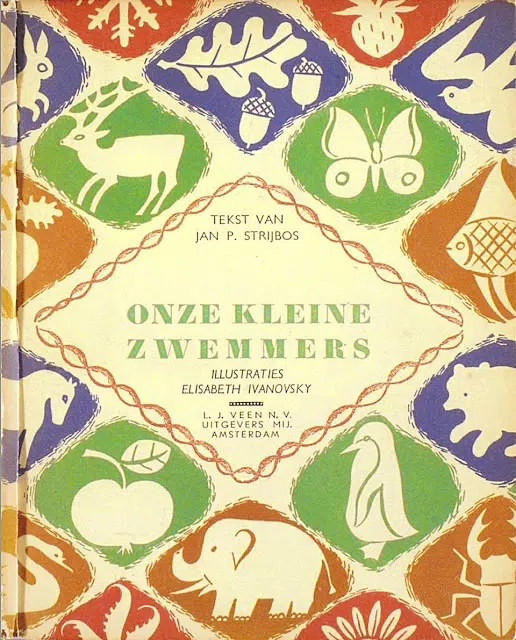 TEKST VAN
JAN P. STRIJBOS
ONZE KLEINE
ZWEMMERS
ILLUSTRATIES
ELISABETH IVANOVSKY
L. J. VEEN N. V.
UITGEVERS MIJ.
AMSTERDAM